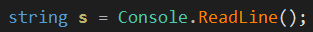 string s = Console.ReadLine();